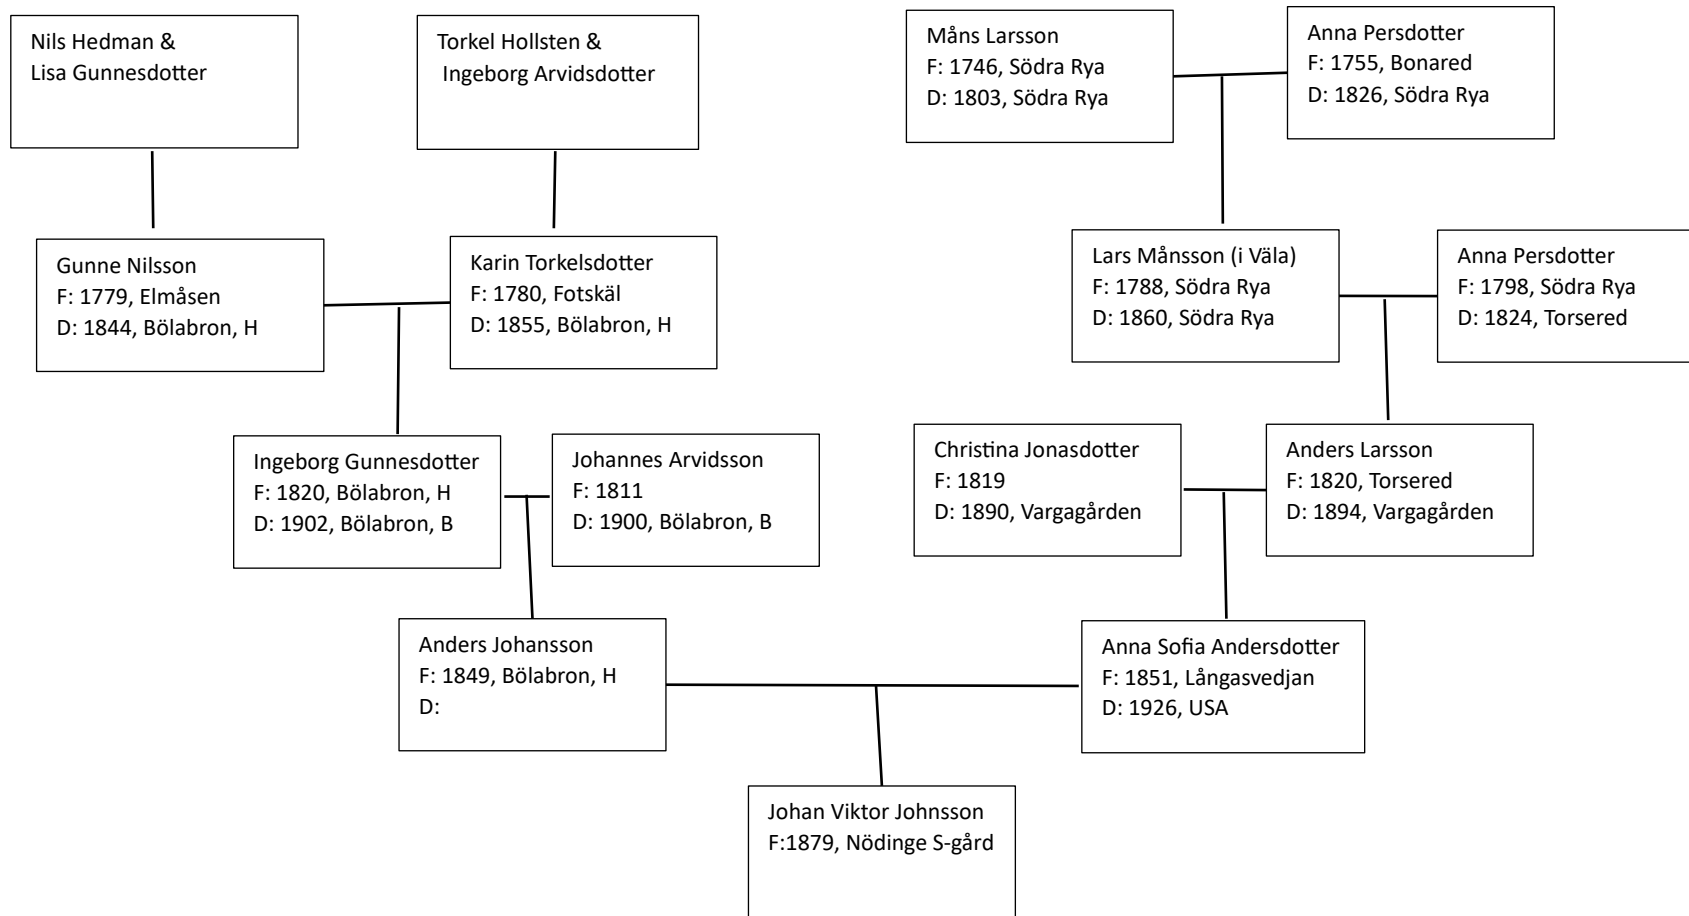 Nils Hedman &
Lisa Gunnesdotter
Torkel Hollsten &
Ingeborg Arvidsdotter
Måns Larsson
F: 1746, Södra Rya
D: 1803, Södra Rya
Anna Persdotter
F: 1755, Bonared
D: 1826, Södra Rya
Gunne Nilsson
F: 1779, Elmåsen
D: 1844, Bölabron, H
Karin Torkelsdotter
F: 1780, Fotskäl
D: 1855, Bölabron, H
Lars Månsson (i Väla)
F: 1788, Södra Rya
D: 1860, Södra Rya
Anna Persdotter
F: 1798, Södra Rya
D: 1824, Torsered
Ingeborg Gunnesdotter
F: 1820, Bölabron, H
D: 1902, Bölabron, B
Johannes Arvidsson
F: 1811
D: 1900, Bölabron, B
Christina Jonasdotter
F: 1819
D: 1890, Vargagården
Anders Larsson
F: 1820, Torsered
D: 1894, Vargagården
Anders Johansson
F: 1849, Bölabron, H
D:
Anna Sofia Andersdotter
F: 1851, Långasvedjan
D: 1926, USA
Johan Viktor Johnsson
F:1879, Nödinge S-gård